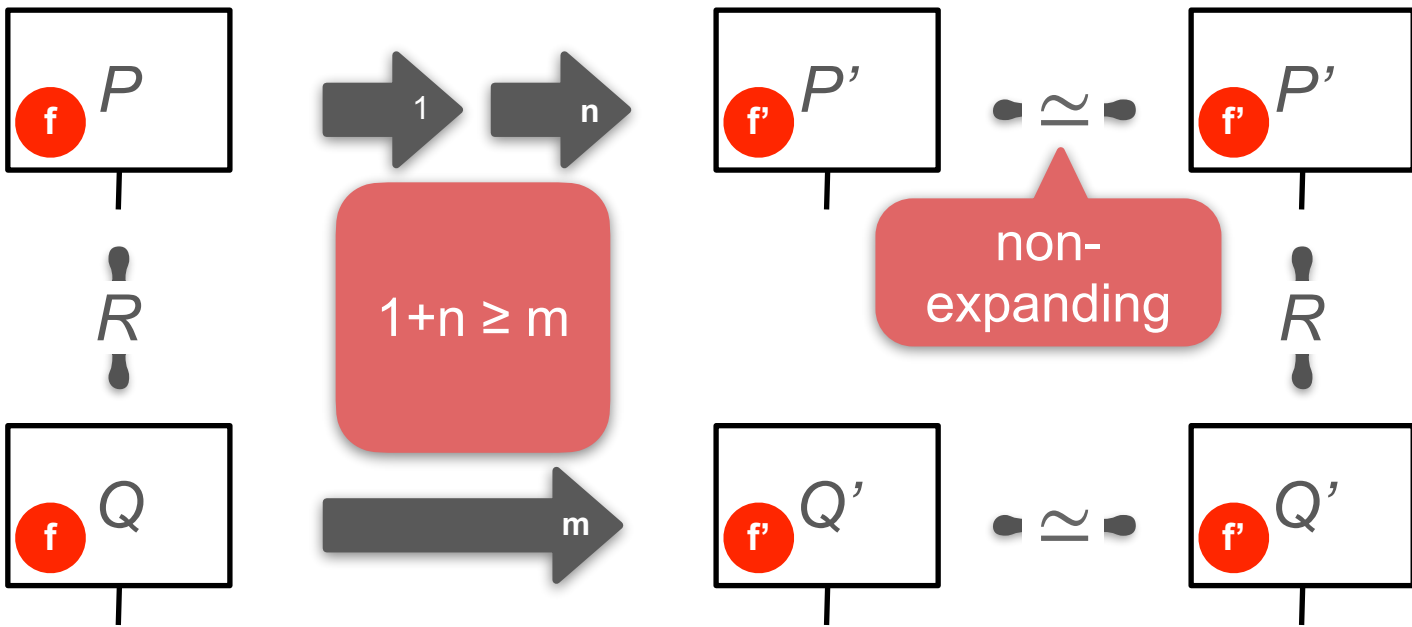 P
f
1
n
P’
f’
≃
P’
f’
non-
expanding
R
1+n ≥ m
R
Q
f
m
Q’
f’
≃
Q’
f’